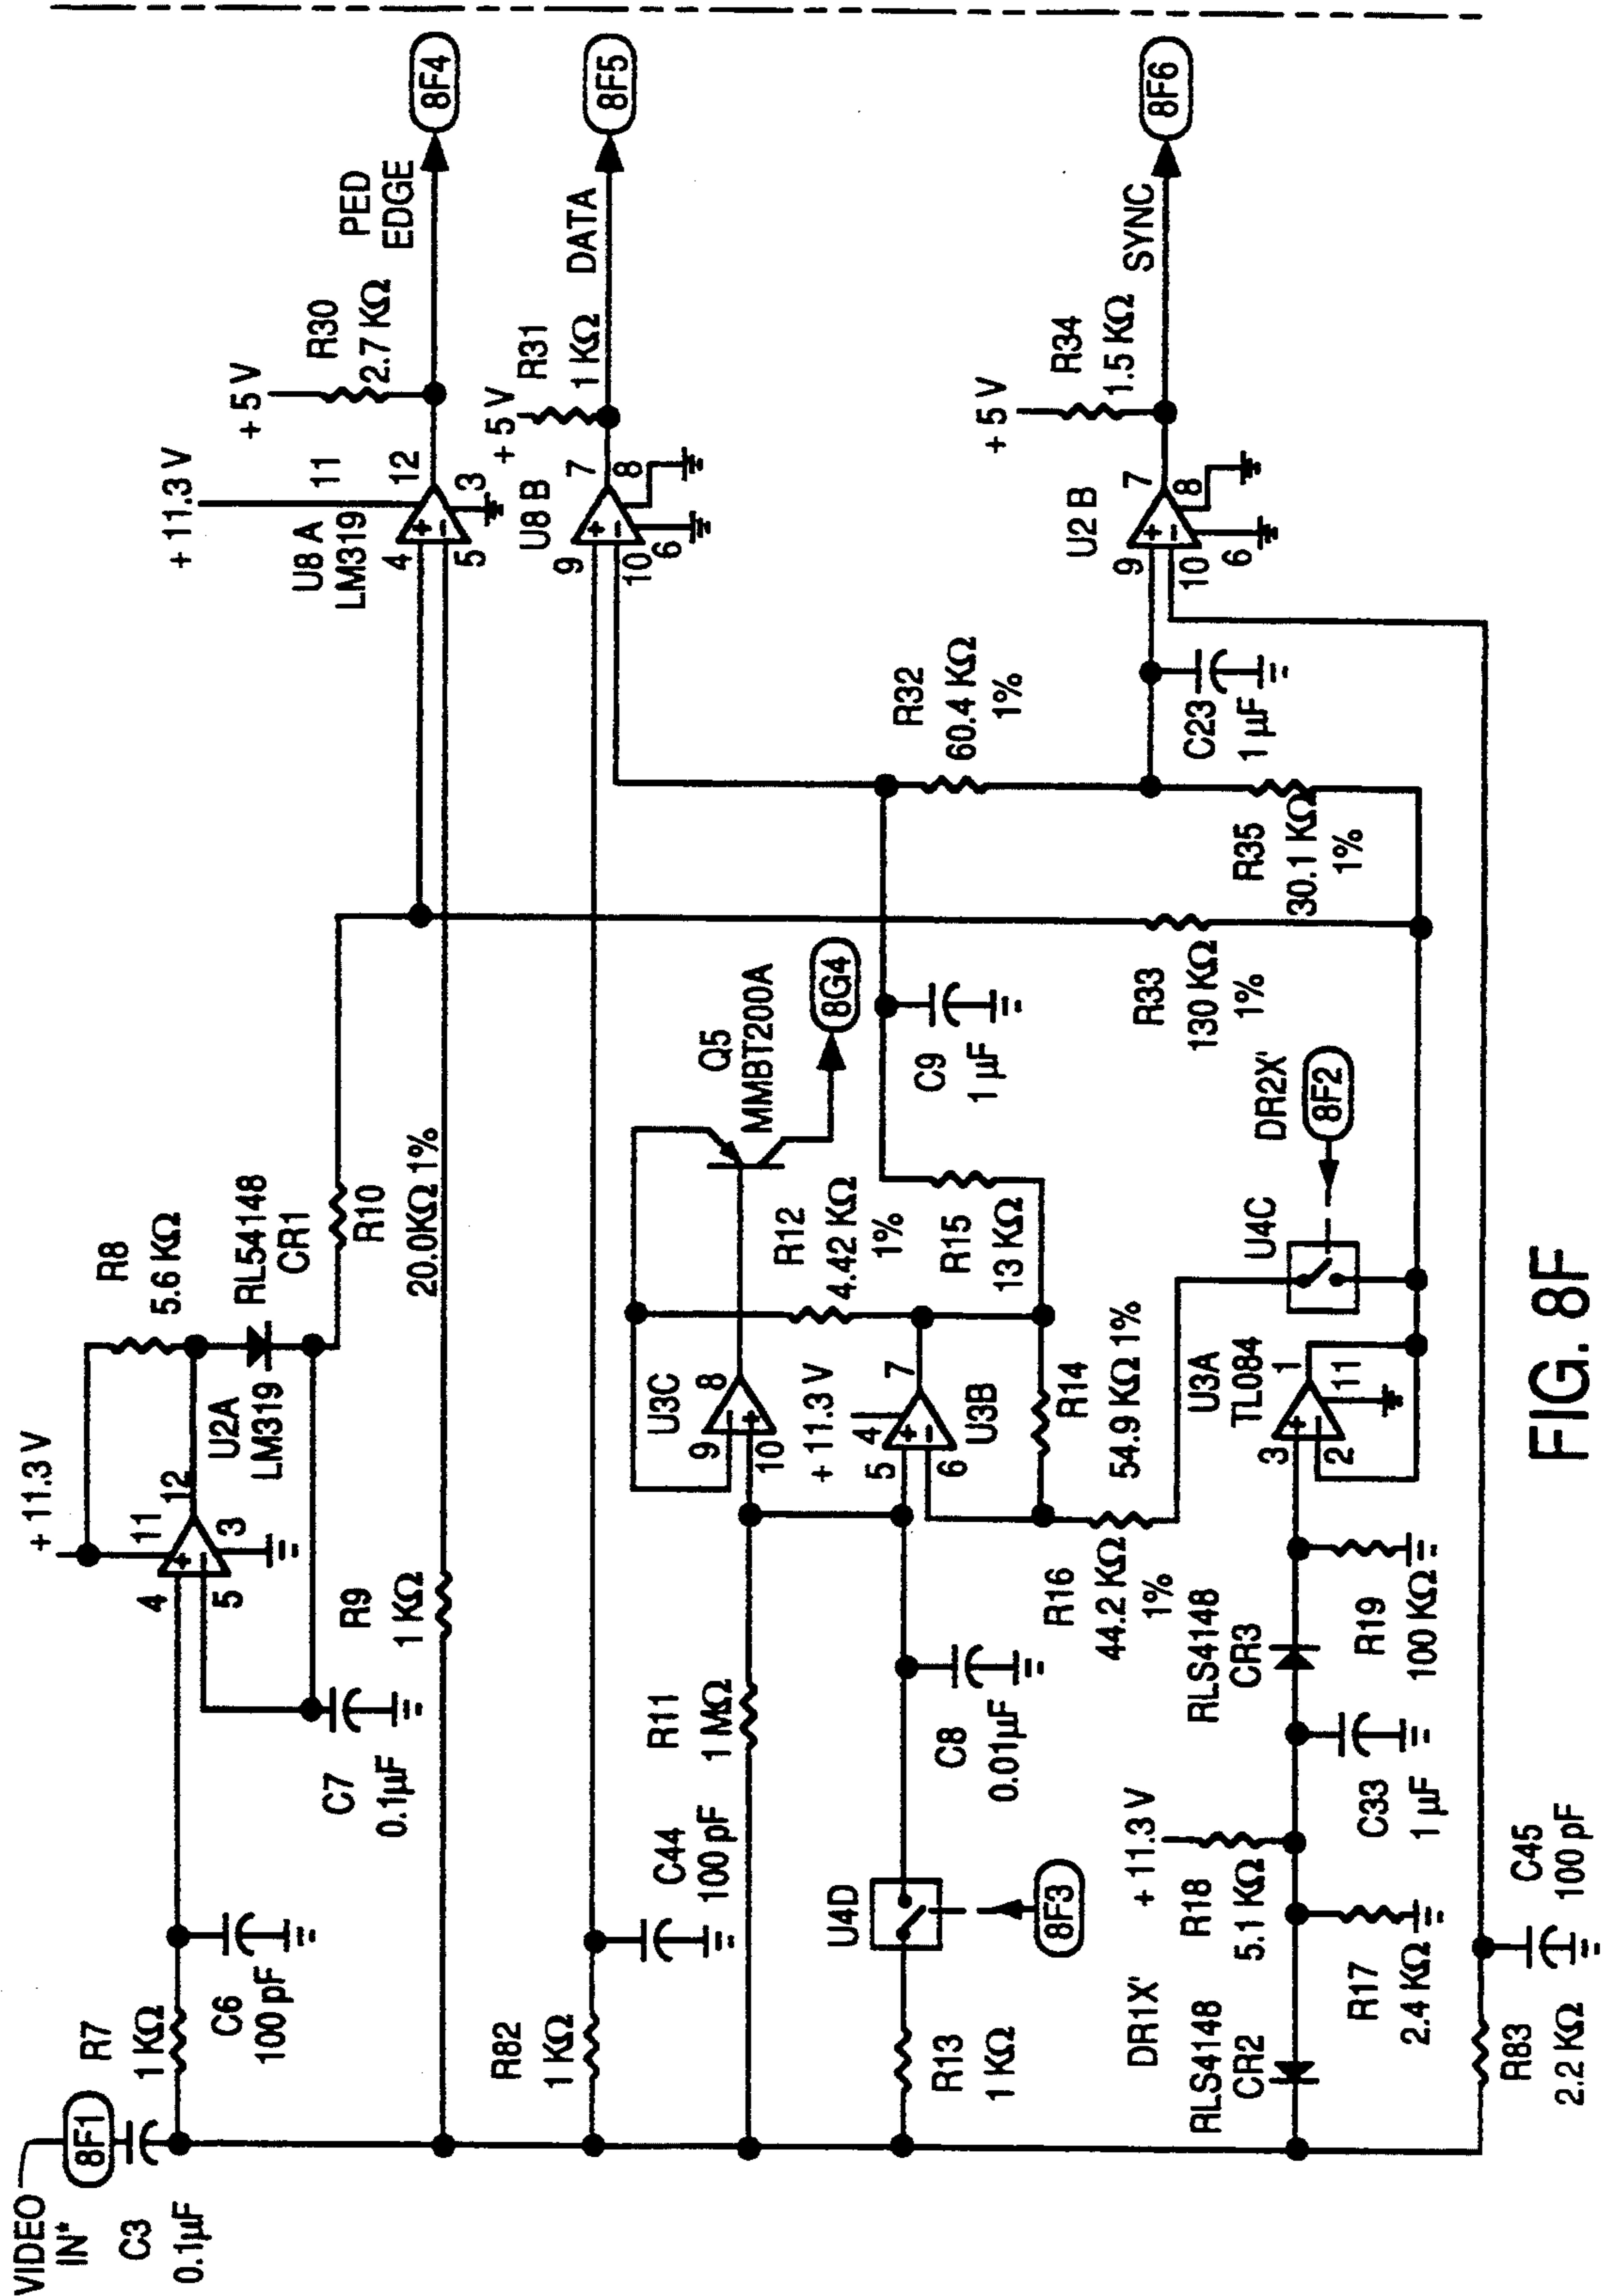 VIDEO
IN*
8F1
C3
0.1µF
R7
1 KΩ
C6
100 pF
+ 11.3 V
4
5
11
12
3
U2A
LM319
R8
5.6 KΩ
RL54148
CR1
R10
20.0KΩ 1%
C7
0.1µF
R9
1 KΩ
+ 11.3 V
U8 A
LM319
11
4
5
12
3
+ 5 V
R30
2.7 KΩ
PED
EDGE
8F4
R82
1 KΩ
C44
100 pF
U8 B
9
10
6
7
8
+ 5 V
R31
1 KΩ
DATA
8F5
R11
1 MΩ
U3C
9
10
8
Q5
MMBT200A
8G4
R12
4.42 KΩ
1%
R15
13 KΩ
C9
1 µF
R32
60.4 KΩ
1%
+ 11.3 V
4
5
6
7
U3B
R14
54.9 KΩ 1%
R13
1 KΩ
U4D
8F3
C8
0.01µF
R16
44.2 KΩ
1%
U4C
DR2X'
8F2
R33
130 KΩ
1%
R35
30.1 KΩ
1%
C23
1 µF
U2 B
9
10
6
7
8
+ 5 V
R34
1.5 KΩ
SYNC
8F6
DR1X'
RLS4148
CR2
R17
2.4 KΩ
+ 11.3 V
R18
5.1 KΩ
C33
1 µF
RLS4148
CR3
R19
100 KΩ
U3A
TL084
3
2
1
11
R83
2.2 KΩ
C45
100 pF
FIG. 8F